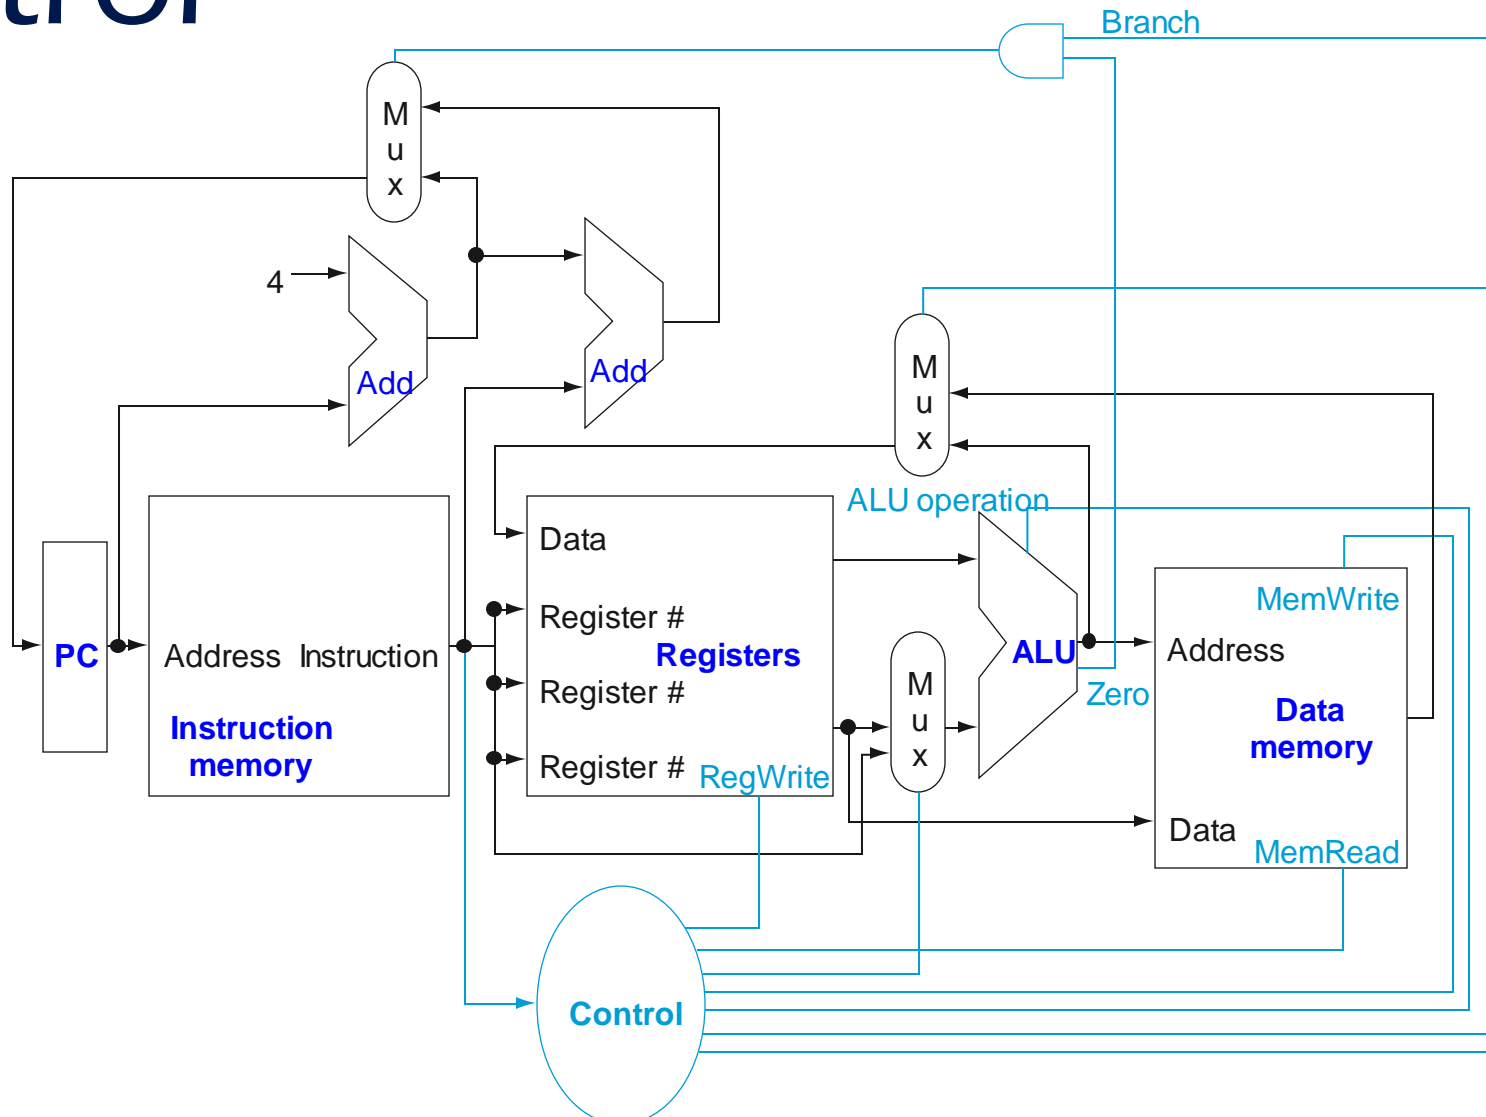 Branch
M
u
x
4
Add
Add
M
u
x
ALU operation
Data
MemWrite
Register #
PC
Address
Instruction
Registers
ALU
Address
Register #
M
u
x
Zero
Instruction
memory
Data
memory
Register #
RegWrite
Data
MemRead
Control